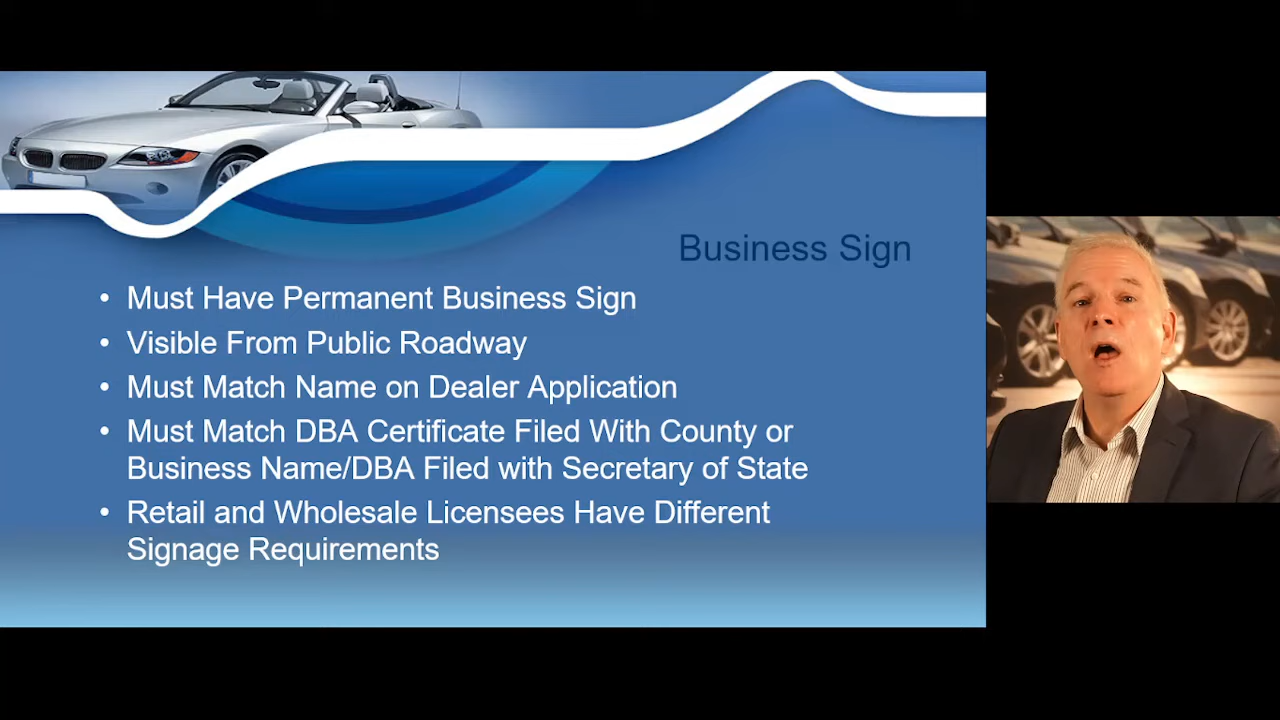 Business Sign
• Must Have Permanent Business Sign
• Visible From Public Roadway
• Must Match Name on Dealer Application
• Must Match DBA Certificate Filed With County or
Business Name/DBA Filed with Secretary of State
• Retail and Wholesale Licensees Have Different
Signage Requirements